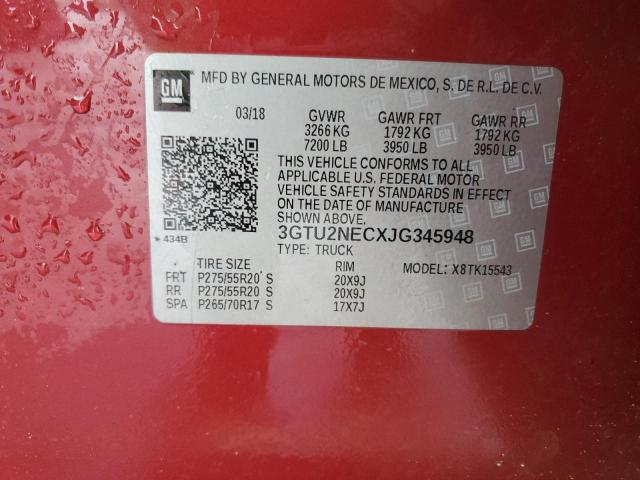 GM MFD BY GENERAL MOTORS DE MEXICO, S. DE R.L. DE C.V.
03/18 GVWR GAWR FRT GAWR RR
3266 KG 1792 KG 1792 KG
7200 LB 3950 LB 3950 LB
THIS VEHICLE CONFORMS TO ALL
APPLICABLE U.S. FEDERAL MOTOR
VEHICLE SAFETY STANDARDS IN EFFECT
ON THE DATE OF MANUFACTURE
SHOWN ABOVE.
* 434B 3GTU2NECXJG345948
TYPE: TRUCK
TIRE SIZE RIM MODEL: X8TK15543
FRT P275/55R20 S 20X9J
RR P275/55R20 S 20X9J
SPA P265/70R17 S 17X7J